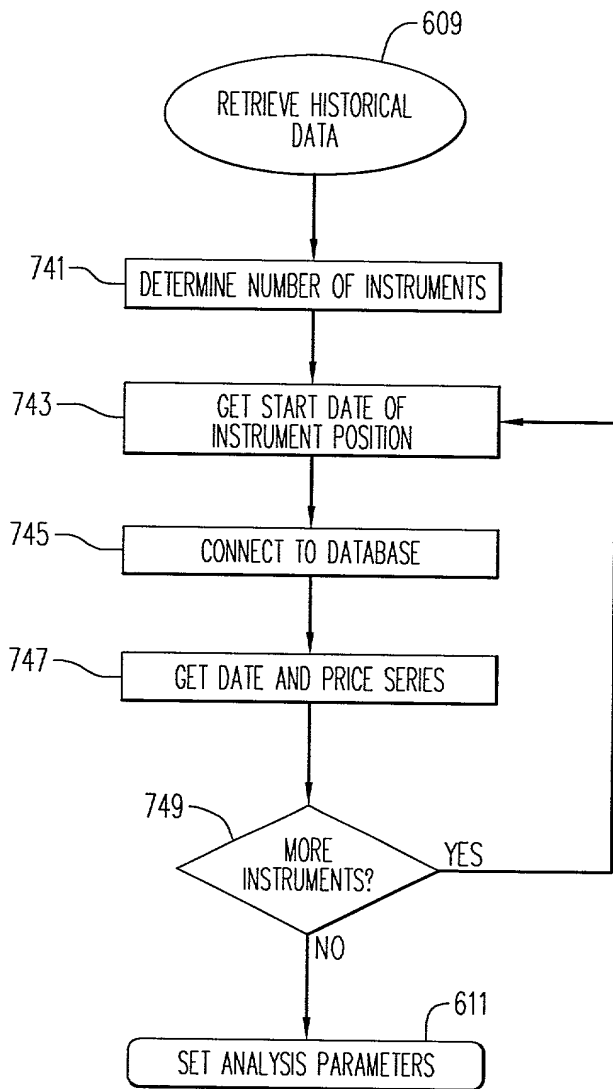 609
RETRIEVE HISTORICAL
DATA
741
DETERMINE NUMBER OF INSTRUMENTS
743
GET START DATE OF
INSTRUMENT POSITION
745
CONNECT TO DATABASE
747
GET DATE AND PRICE SERIES
749
MORE
INSTRUMENTS?
YES
NO
611
SET ANALYSIS PARAMETERS